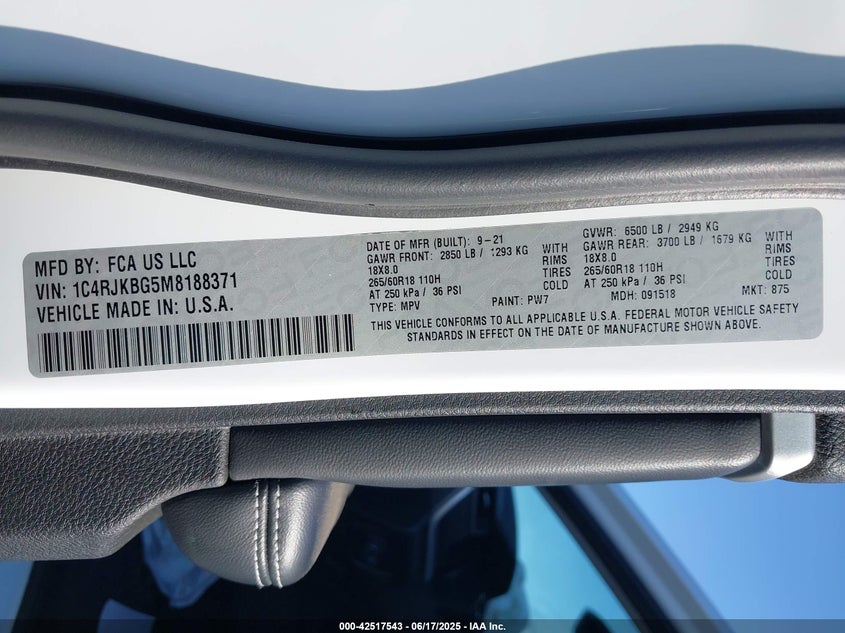 MFD BY: FCA US LLC
VIN: 1C4RJKBG5M8188371
VEHICLE MADE IN: U.S.A.
DATE OF MFR (BUILT): 9-21
GAWR FRONT: 2850 LB / 1293 KG WITH
18X8.0 RIMS
265/60R18 110H TIRES
AT 250 kPa / 36 PSI COLD
TYPE: MPV PAINT: PW7
GVWR: 6500 LB / 2949 KG
GAWR REAR: 3700 LB / 1679 KG WITH
18X8.0 RIMS
265/60R18 110H TIRES
AT 250 kPa / 36 PSI COLD
MDH: 091518 MKT: 875
THIS VEHICLE CONFORMS TO ALL APPLICABLE U.S.A. FEDERAL MOTOR VEHICLE SAFETY
STANDARDS IN EFFECT ON THE DATE OF MANUFACTURE SHOWN ABOVE.
000-42517543 - 06/17/2025 - IAA Inc.